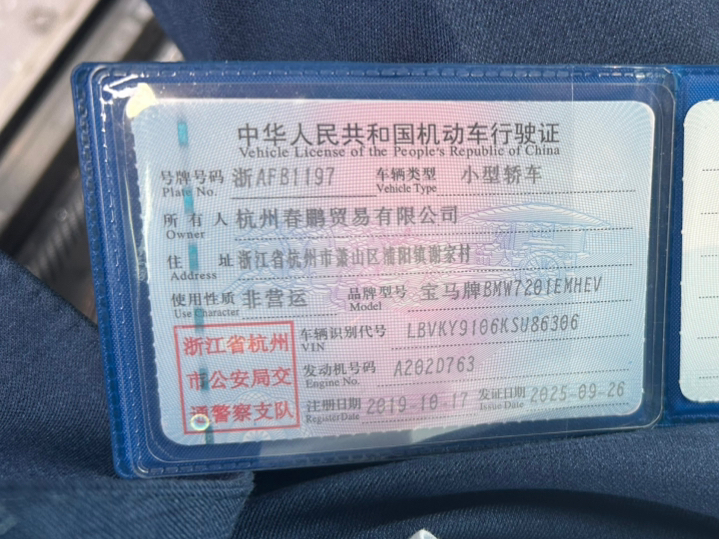 中华人民共和国机动车行驶证
Vehicle License of the People's Republic of China
号牌号码 浙AFB1197 车辆类型 小型轿车
Plate No. Vehicle Type
所有人 杭州春鹏贸易有限公司
Owner
住址 浙江省杭州市萧山区浦阳镇谢家村
Address
使用性质 非营运 品牌型号 宝马牌BMW7201EMHEV
Use Character Model
浙江省杭州 车辆识别代号 LBVKY9106KSU86306
VIN
市公安局交 发动机号码 A202D763
Engine No.
通警察支队 注册日期 2019-10-17 发证日期 2025-09-26
Register Date Issue Date